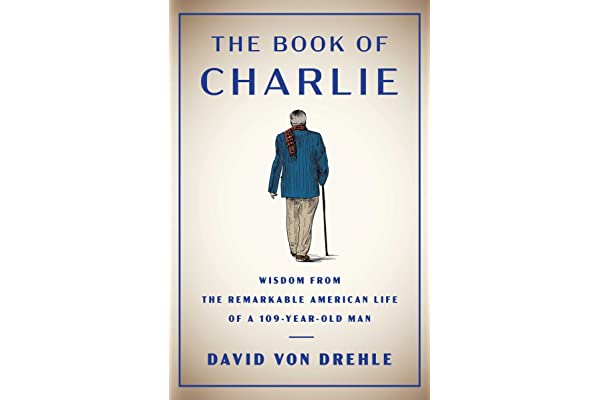 THE BOOK OF
CHARLIE
WISDOM FROM
THE REMARKABLE AMERICAN LIFE
OF A 109-YEAR-OLD MAN
DAVID VON DREHLE